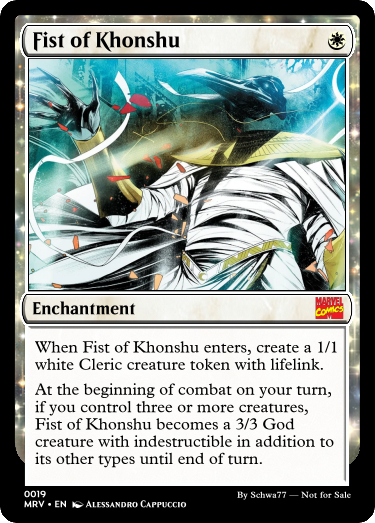 Fist of Khonshu
Enchantment
MARVEL
COMICS
When Fist of Khonshu enters, create a 1/1
white Cleric creature token with lifelink.
At the beginning of combat on your turn,
if you control three or more creatures,
Fist of Khonshu becomes a 3/3 God
creature with indestructible in addition to
its other types until end of turn.
0019
MRV • EN Alessandro Cappuccio
By Schwa77 — Not for Sale